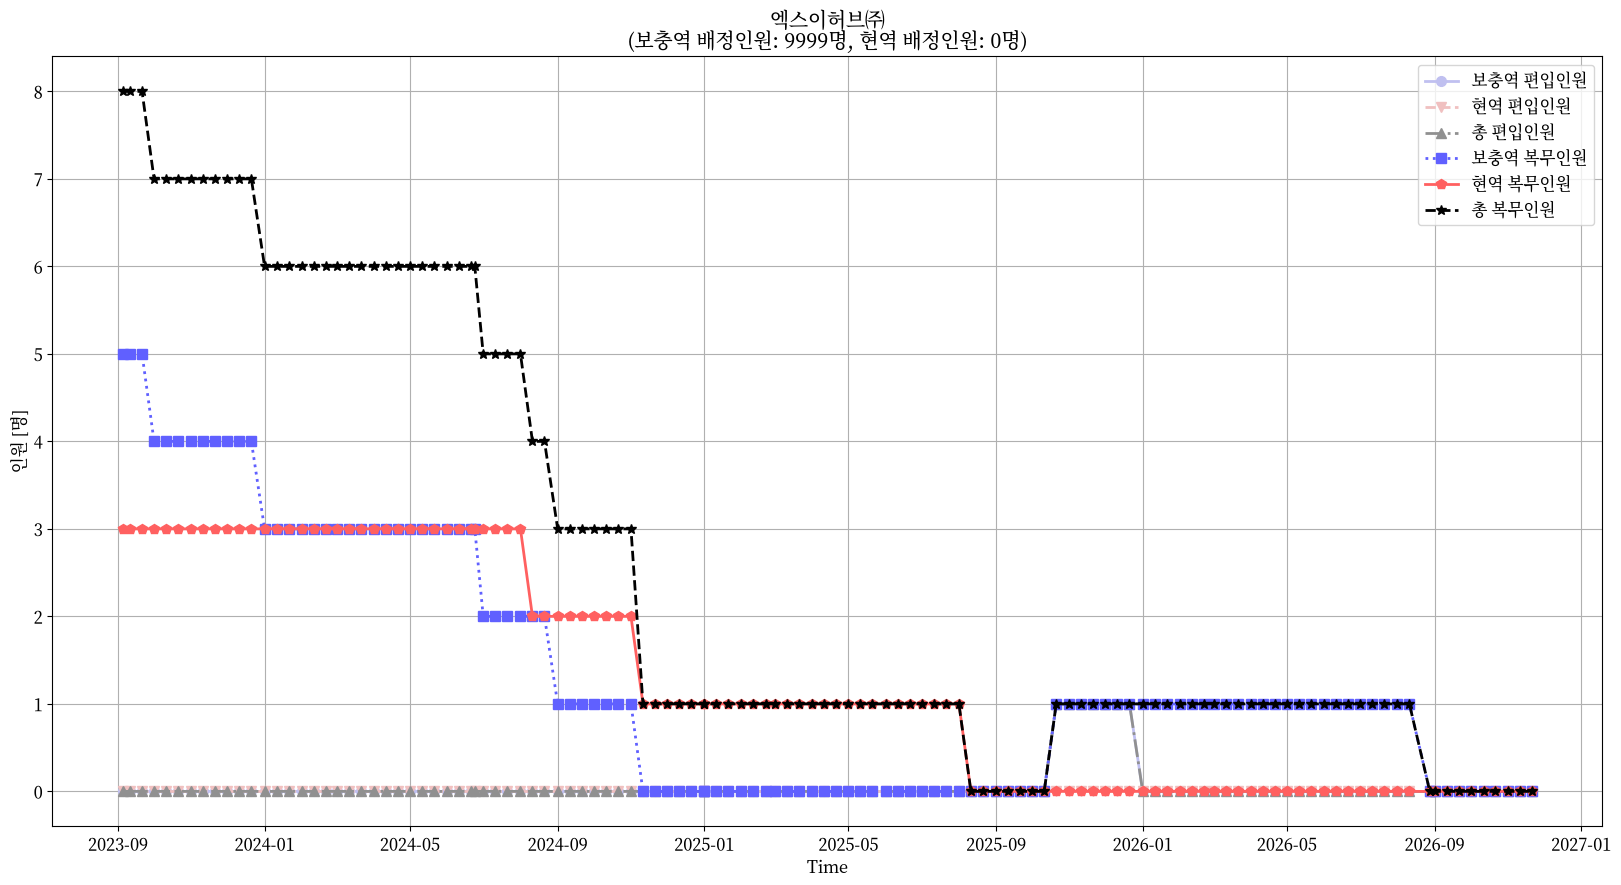 엑스이허브㈜
(보충역 배정인원: 9999명, 현역 배정인원: 0명)
보충역 편입인원
현역 편입인원
총 편입인원
보충역 복무인원
현역 복무인원
총 복무인원
인원 [명]
8
7
6
5
4
3
2
1
0
2023-09
2024-01
2024-05
2024-09
2025-01
2025-05
2025-09
2026-01
2026-05
2026-09
2027-01
Time